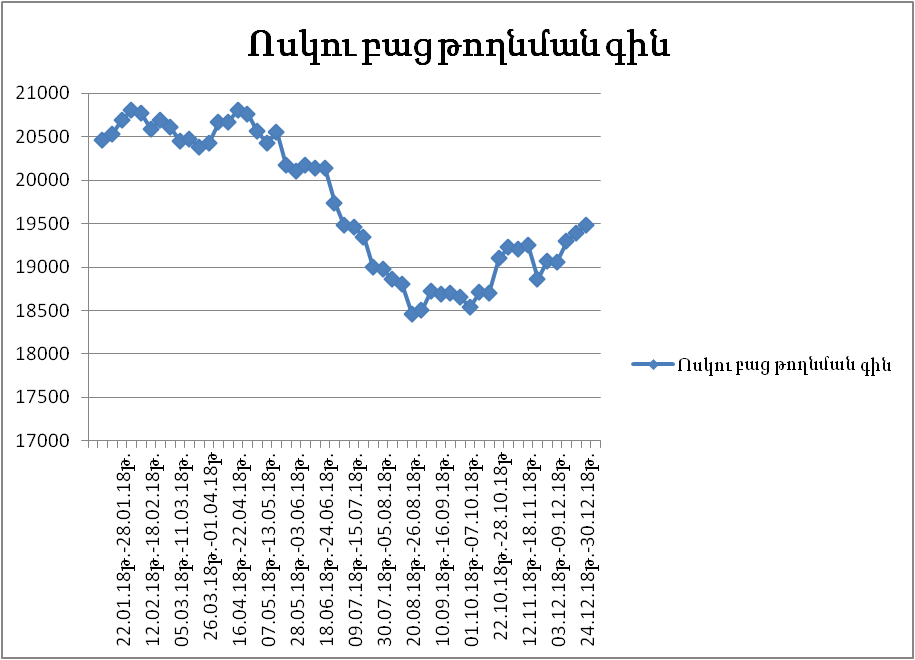 Ոսկու բաց թողնման գին
21000
20500
20000
19500
19000
18500
18000
17500
17000
Ոսկու բաց թողնման գին
22.01.18թ.-28.01.18թ.
12.02.18թ.-18.02.18թ.
05.03.18թ.-11.03.18թ.
26.03.18թ.-01.04.18թ
16.04.18թ.-22.04.18թ.
07.05.18թ.-13.05.18թ.
28.05.18թ.-03.06.18թ.
18.06.18թ.-24.06.18թ.
09.07.18թ.-15.07.18թ.
30.07.18թ.-05.08.18թ.
20.08.18թ.-26.08.18թ.
10.09.18թ.-16.09.18թ.
01.10.18թ.-07.10.18թ.
22.10.18թ.-28.10.18թ
12.11.18թ.-18.11.18թ.
03.12.18թ.-09.12.18թ.
24.12.18թ.-30.12.18թ.